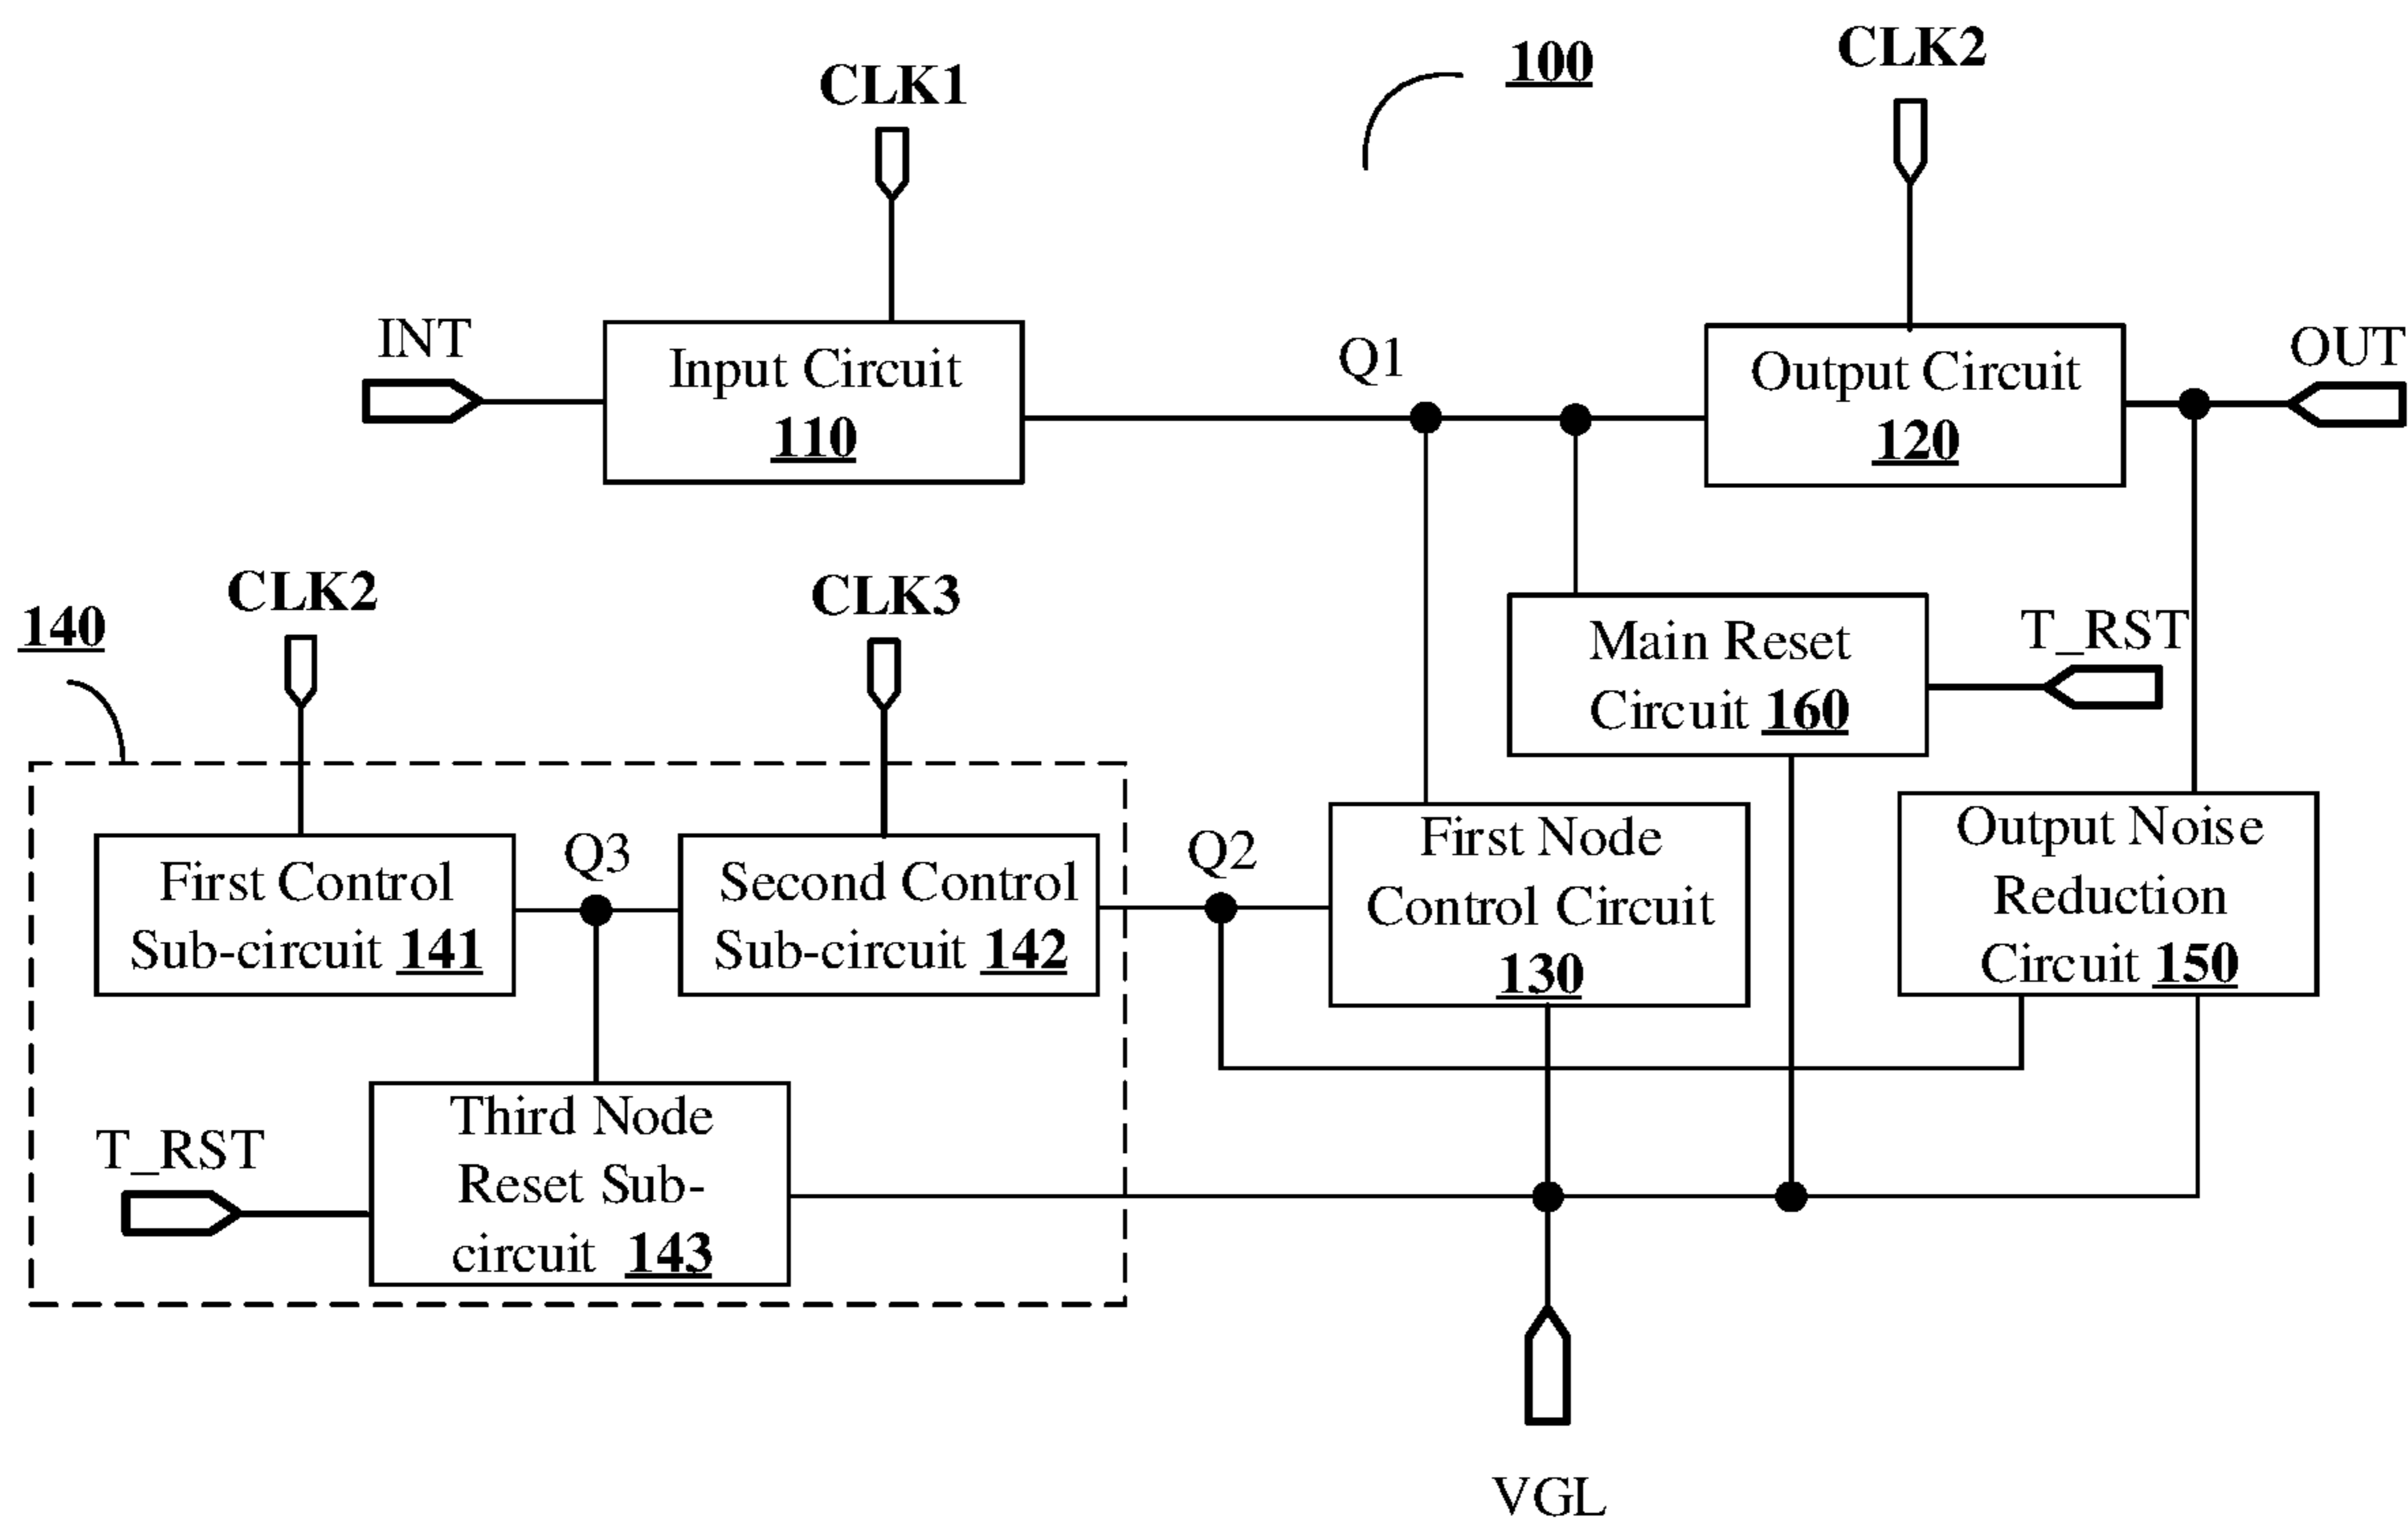 100
CLK2
CLK1
INT
Input Circuit
110
Q1
Output Circuit
120
OUT
CLK2
CLK3
140
Main Reset
Circuit 160
T_RST
First Control
Sub-circuit 141
Q3
Second Control
Sub-circuit 142
Q2
First Node
Control Circuit
130
Output Noise
Reduction
Circuit 150
T_RST
Third Node
Reset Sub-
circuit 143
VGL